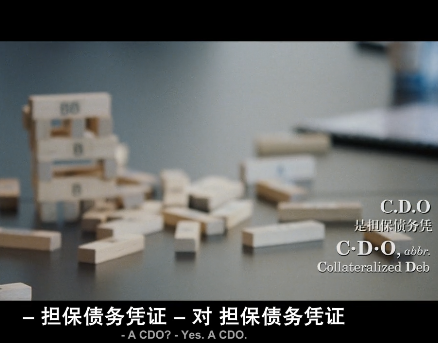 BB
B
B
C.D.O
是担保债务凭
C·D·O, abbr.
Collateralized Deb
– 担保债务凭证 – 对 担保债务凭证
- A CDO? - Yes. A CDO.